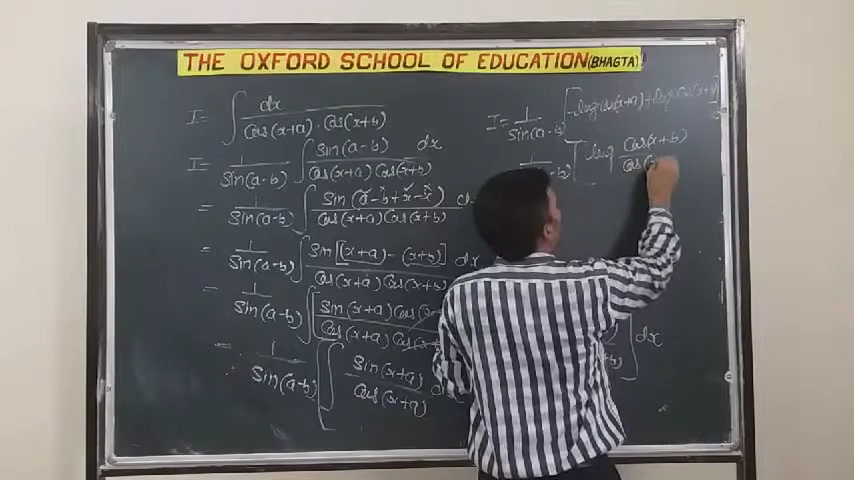 THE OXFORD SCHOOL OF EDUCATION (BHAGTA)
I = ∫ dx / Cos(x+a) . Cos(x+b)
I = 1 / Sin(a-b) ∫ Sin(a-b) / Cos(x+a) Cos(x+b) dx
= 1 / Sin(a-b) ∫ Sin(a-b+x-x) / Cos(x+a) Cos(x+b)
= 1 / Sin(a-b) ∫ Sin[(x+a) - (x+b)] / Cos(x+a) Cos(x+b) dx
= 1 / Sin(a-b) ∫ Sin(x+a) Cos / Cos(x+a)
= 1 / Sin(a-b) [∫ Sin(x+a) / Cos(x+a)
dx
I = 1 / Sin(a-b) [-log Cos(x+a) + log Cos(x+b)]
[log Cos(x+b) / Cos(